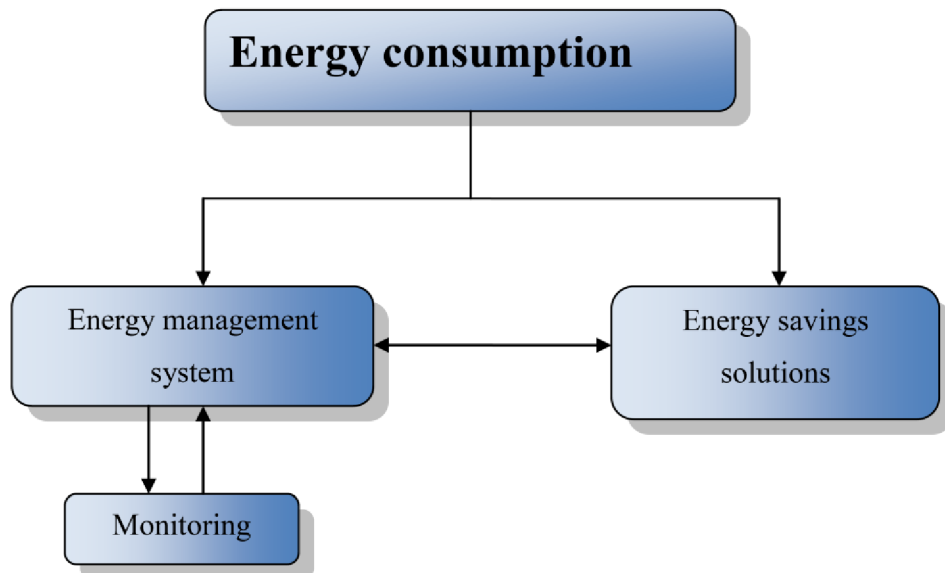 Energy consumption
Energy management
system
Energy savings
solutions
Monitoring